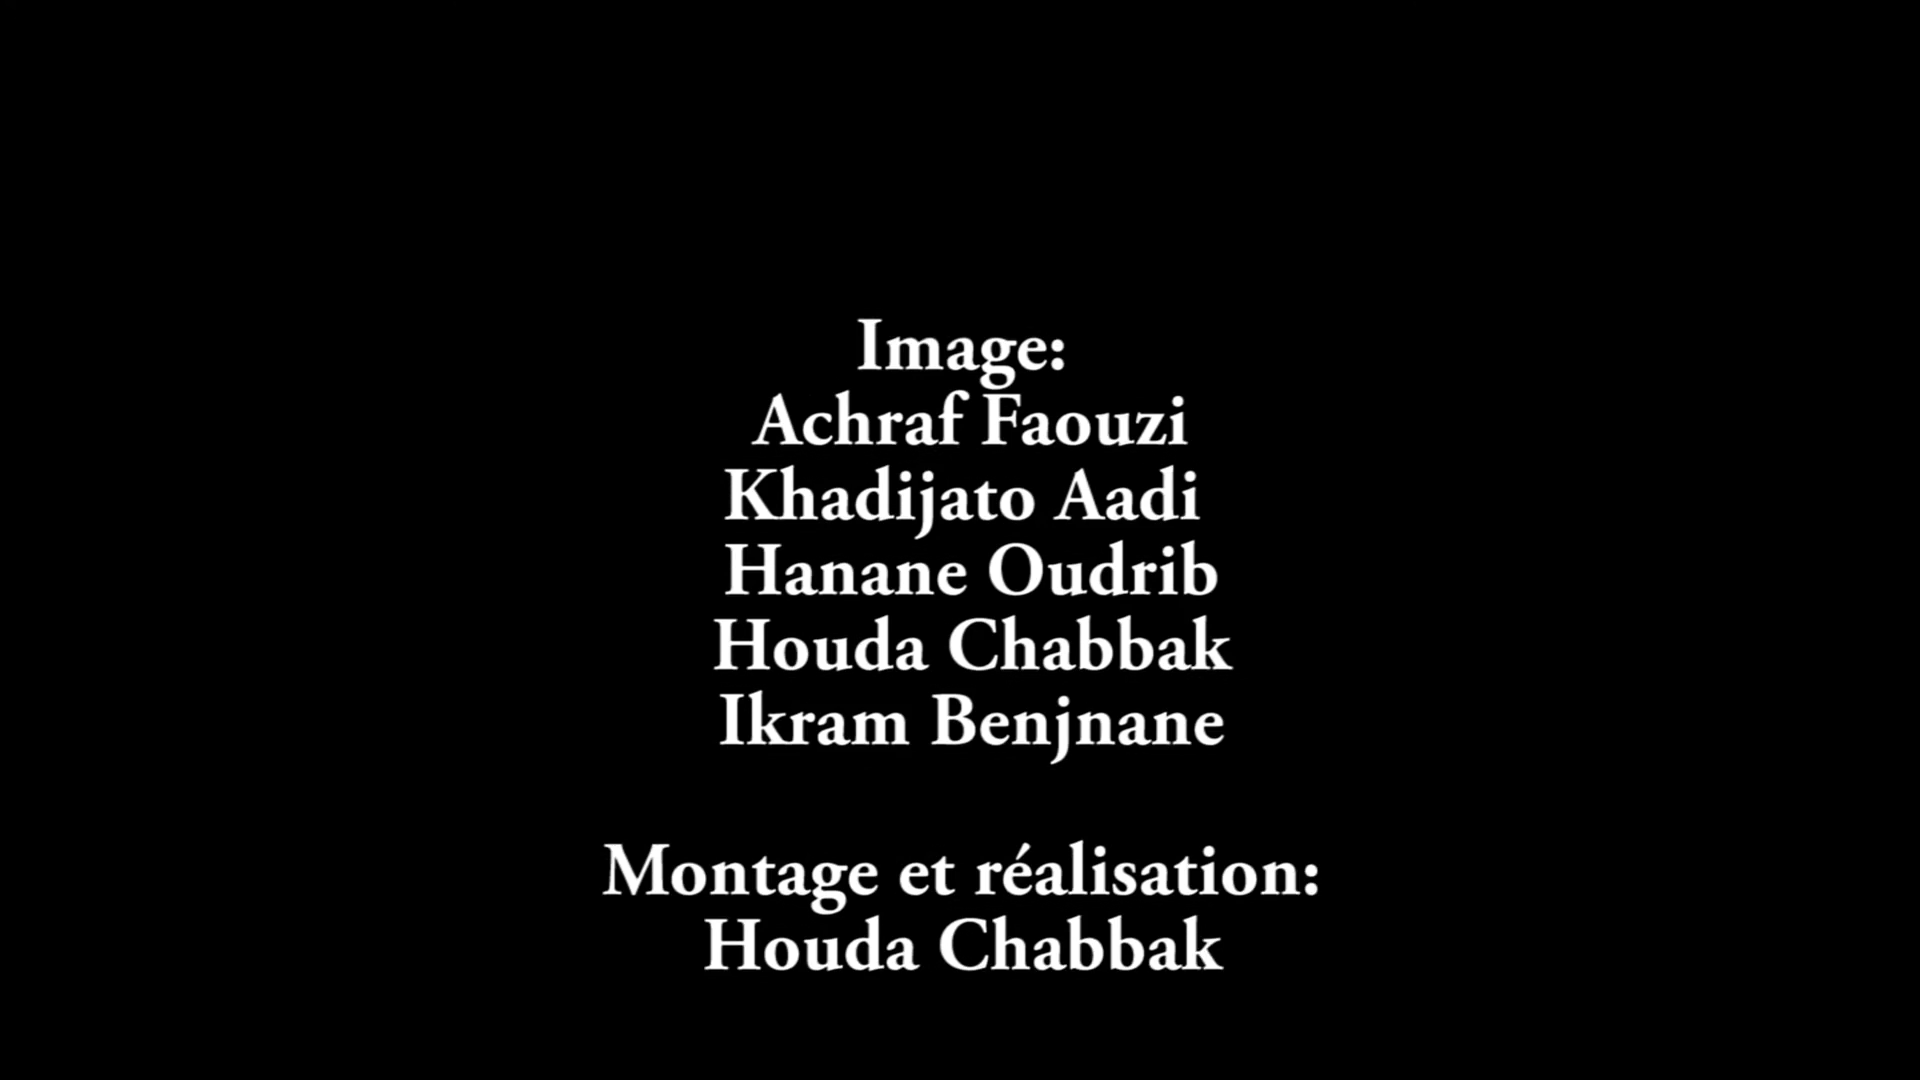 Image:
Achraf Faouzi
Khadijato Aadi
Hanane Oudrib
Houda Chabbak
Ikram Benjnane
Montage et réalisation:
Houda Chabbak